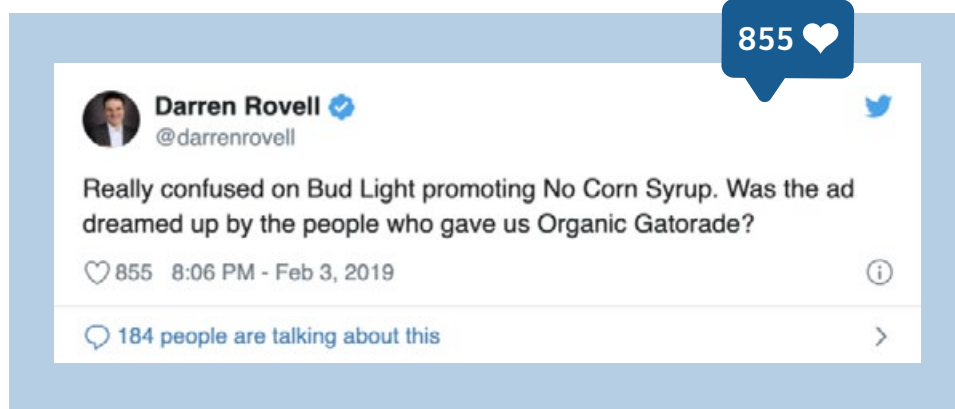 855
Darren Rovell
@darrenrovell
Really confused on Bud Light promoting No Corn Syrup. Was the ad
dreamed up by the people who gave us Organic Gatorade?
855 8:06 PM - Feb 3, 2019
184 people are talking about this